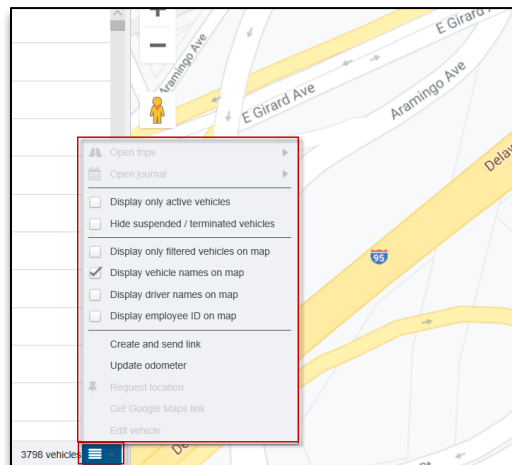 E Girard Ave
Aramingo Ave
E Girard Ave
Aramingo Ave
Open trips
Open journal
Display only active vehicles
Hide suspended / terminated vehicles
Display only filtered vehicles on map
Display vehicle names on map
Display driver names on map
Display employee ID on map
Create and send link
Update odometer
Request location
Get Google Maps link
Edit vehicle
95
Delaw
De
3798 vehicles